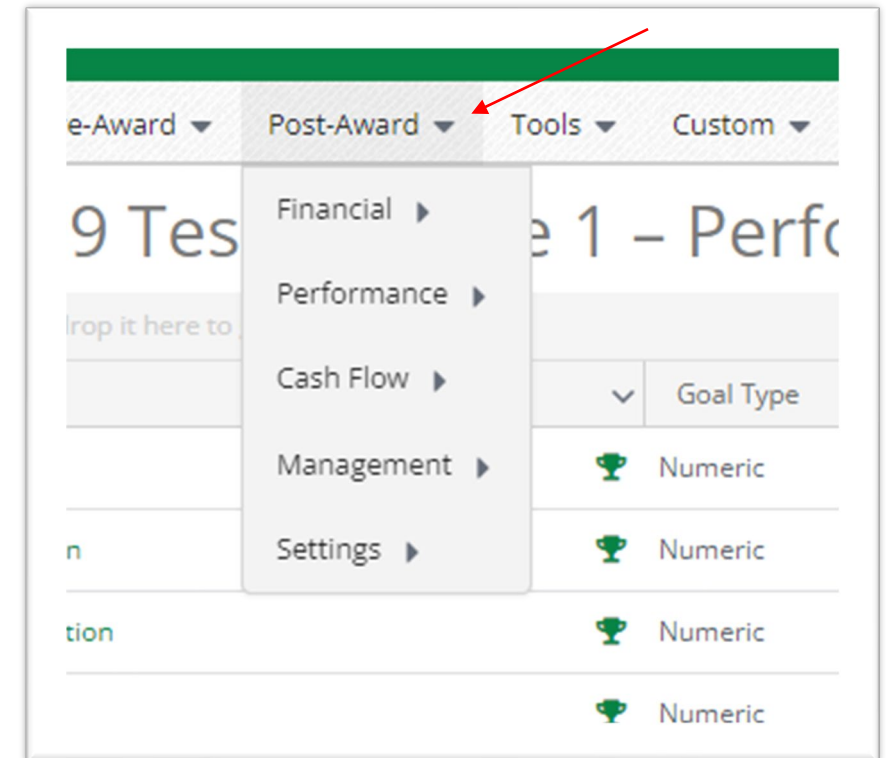 e-Award Post-Award Tools Custom
9 Tes e 1 – Perfo
Financial
Performance
drop it here to
Cash Flow
Goal Type
Management
Numeric
n
Settings
Numeric
tion
Numeric
Numeric